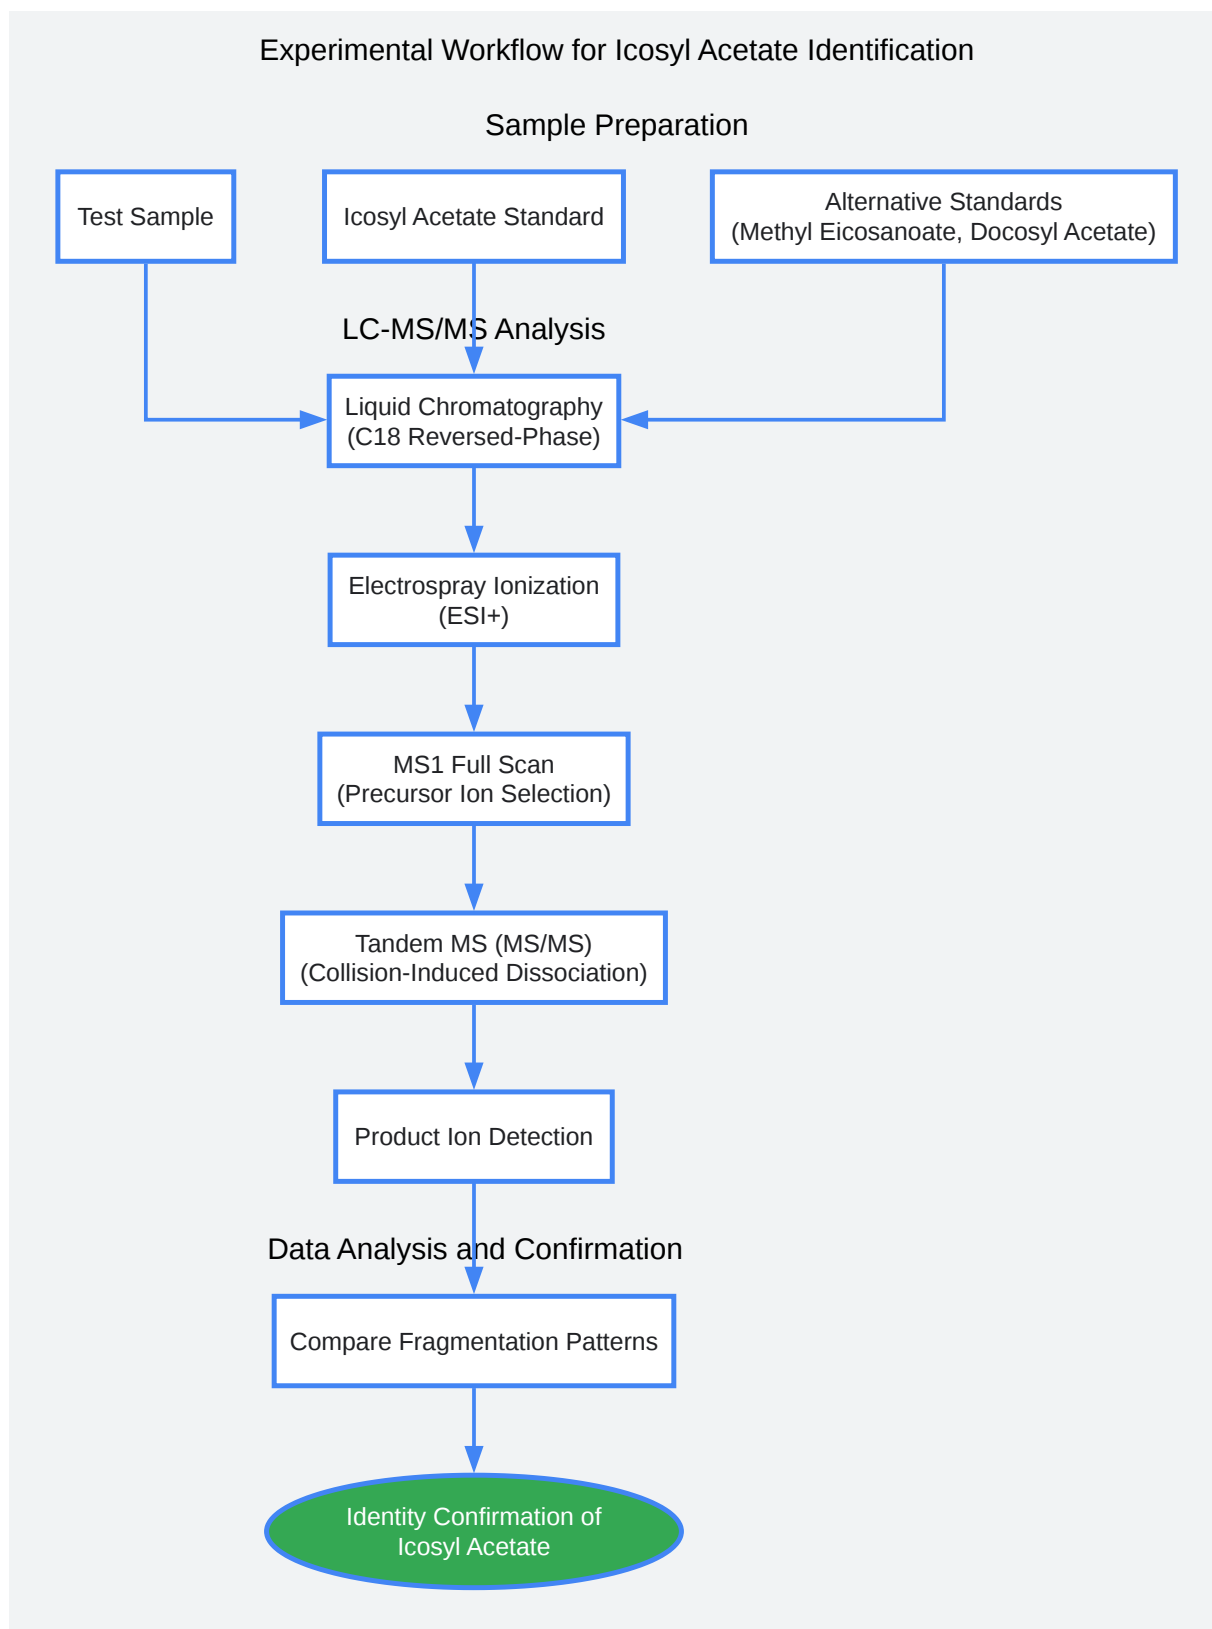 Experimental Workflow for Icosyl Acetate Identification
Sample Preparation
Test Sample
Icosyl Acetate Standard
Alternative Standards
(Methyl Eicosanoate, Docosyl Acetate)
LC-MS/MS Analysis
Liquid Chromatography
(C18 Reversed-Phase)
Electrospray Ionization
(ESI+)
MS1 Full Scan
(Precursor Ion Selection)
Tandem MS (MS/MS)
(Collision-Induced Dissociation)
Product Ion Detection
Data Analysis and Confirmation
Compare Fragmentation Patterns
Identity Confirmation of
Icosyl Acetate